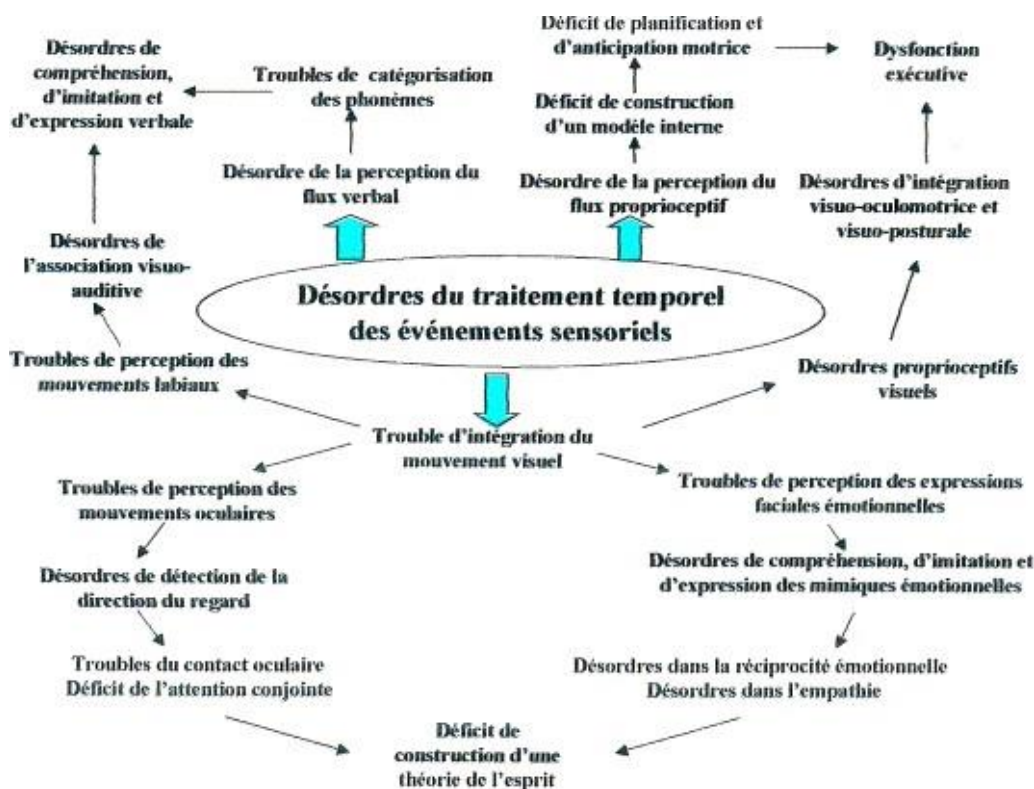 Déficit de planification et
d'anticipation motrice
Dysfonction
exécutive
Désordres de
compréhension,
d'imitation et
d'expression verbale
Troubles de catégorisation
des phonèmes
Déficit de construction
d'un modèle interne
Désordre de la perception du
flux verbal
Désordre de la perception du
flux proprioceptif
Désordres d'intégration
visuo-oculomotrice et
visuo-posturale
Désordres de
l'association visuo-
auditive
Désordres du traitement temporel
des événements sensoriels
Troubles de perception des
mouvements labiaux
Désordres proprioceptifs
visuels
Trouble d'intégration du
mouvement visuel
Troubles de perception des
mouvements oculaires
Troubles de perception des expressions
faciales émotionnelles
Désordres de détection de la
direction du regard
Désordres de compréhension, d'imitation et
d'expression des mimiques émotionnelles
Troubles du contact oculaire
Déficit de l'attention conjointe
Désordres dans la réciprocité émotionnelle
Désordres dans l'empathie
Déficit de
construction d'une
théorie de l'esprit